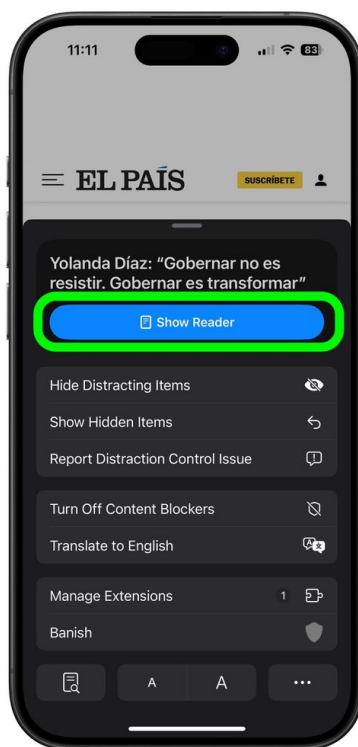 11:11
83
EL PAÍS
SUSCRÍBETE
Yolanda Díaz: “Gobernar no es
resistir. Gobernar es transformar”
Show Reader
Hide Distracting Items
Show Hidden Items
Report Distraction Control Issue
Turn Off Content Blockers
Translate to English
Manage Extensions 1
Banish
A A